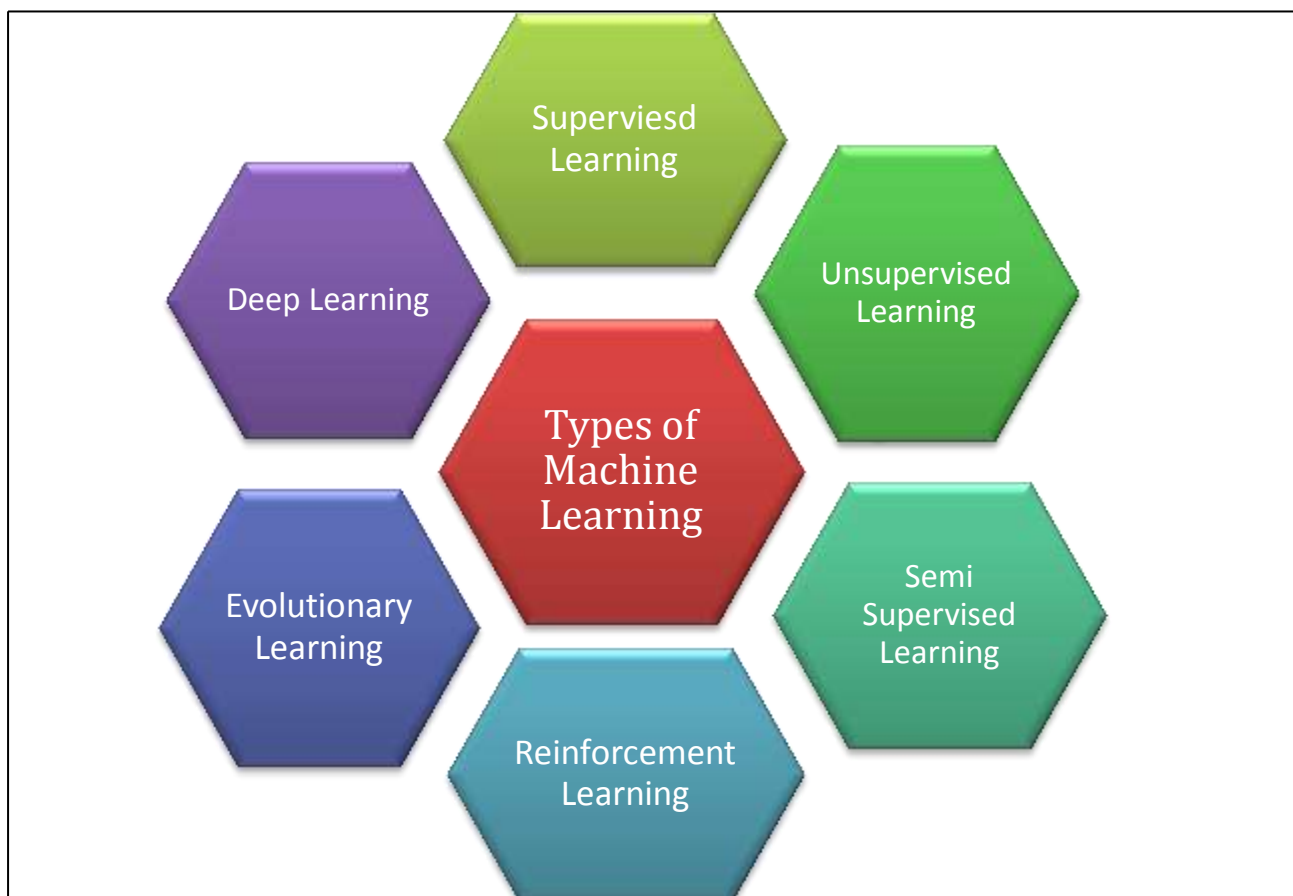 Superviesd
Learning
Unsupervised
Learning
Deep Learning
Types of
Machine
Learning
Semi
Supervised
Learning
Evolutionary
Learning
Reinforcement
Learning